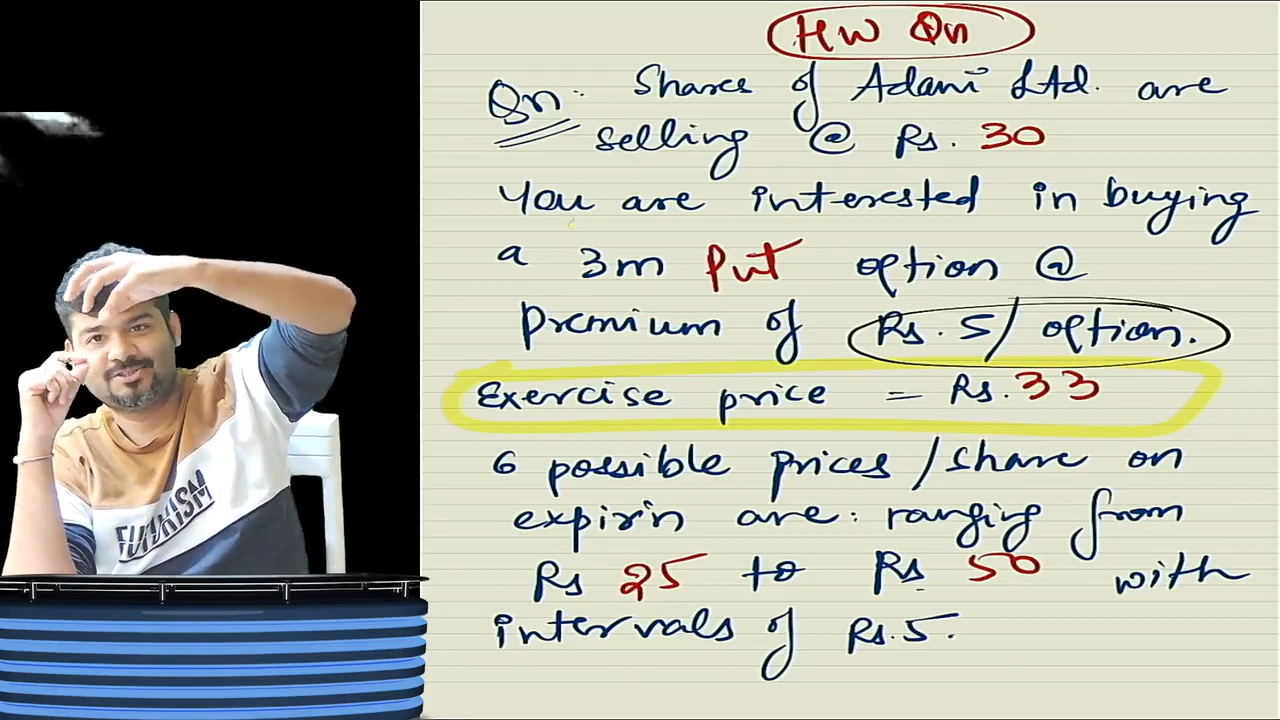 HW Qn
Qn: Shares of Adani Ltd. are
selling @ Rs. 30
You are interested in buying
a 3m Put option @
premium of Rs. 5/ option.
Exercise price = Rs. 33
6 possible prices / share on
expirin are: ranging from
Rs 25 to Rs 50 with
intervals of Rs. 5.
FUTURISM